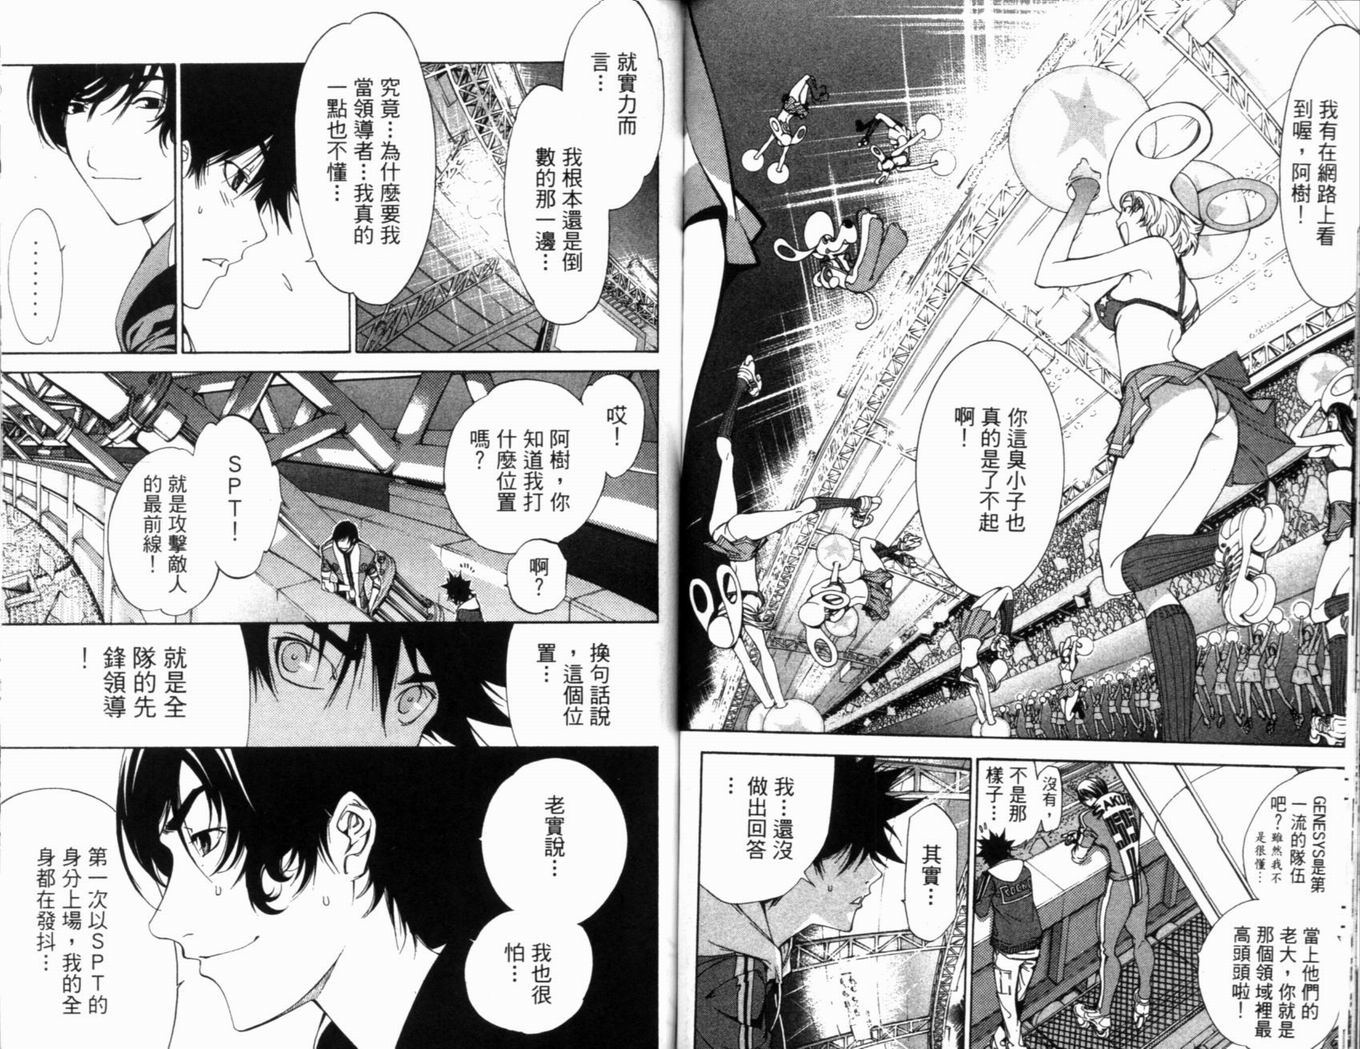 我有在網路上看
到喔，阿樹！
你這臭小子也
真的是了不起
啊！
GENESYS是第
一流的隊伍
吧？雖然我不
是很懂…
當上他們的
老大，你就是
那個領域裡最
高頭頭啦！
沒有，
不是那
樣子…
SAKU
ROCK
其實…
我…還沒
做出回答
…
就實力而
言…
我根本還是倒
數的那一邊…
究竟…為什麼要我
當領導者…我真的
一點也不懂…
………
哎！
阿樹，你
知道我打
什麼位置
嗎？
啊？
SPT！
就是攻擊敵人
的最前線！
換句話說
，這個位
置…
就是全
隊的先
鋒領導
！
老實說…
我也很
怕…
第一次以SPT的
身分上場，我的全
身都在發抖…